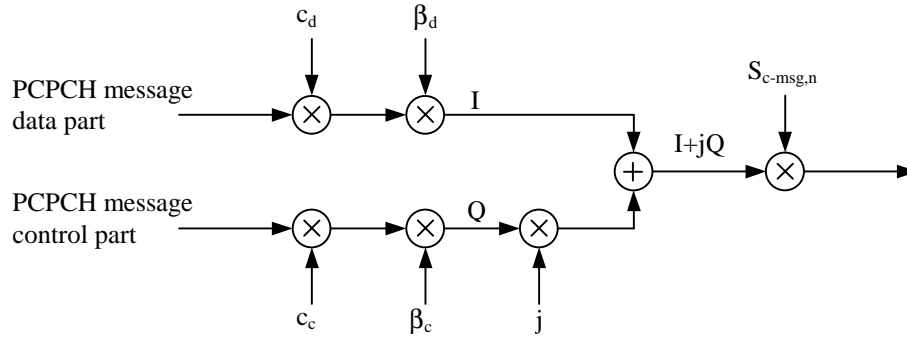 c_d
β_d
PCPCH message
data part
I
S_c-msg,n
I+jQ
PCPCH message
control part
Q
c_c
β_c
j